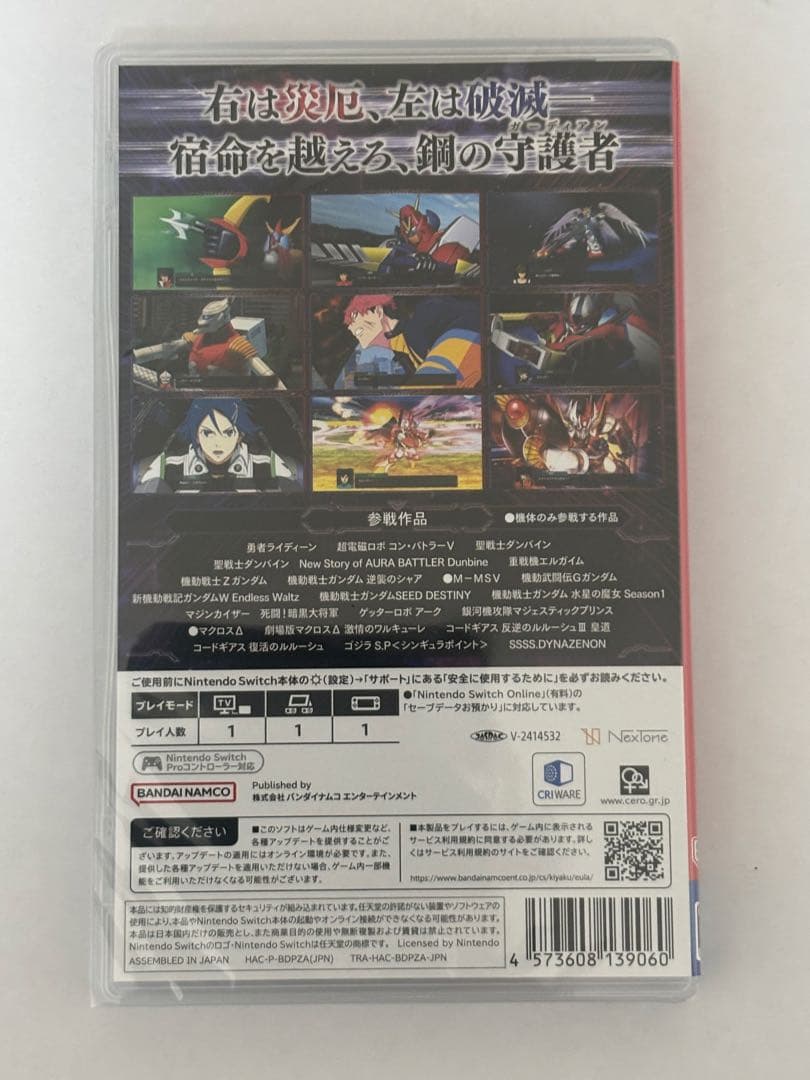 右は災厄、左は破滅―
ガーディアン
宿命を越えろ、鋼の守護者
参戦作品
●機体のみ参戦する作品
勇者ライディーン 超電磁ロボ コン・バトラーV 聖戦士ダンバイン
聖戦士ダンバイン New Story of AURA BATTLER Dunbine 重戦機エルガイム
機動戦士Zガンダム 機動戦士ガンダム 逆襲のシャア ●M-MSV 機動武闘伝Gガンダム
新機動戦記ガンダムW Endless Waltz 機動戦士ガンダムSEED DESTINY 機動戦士ガンダム 水星の魔女 Season1
マジンカイザー 死闘!暗黒大将軍 ゲッターロボ アーク 銀河機攻隊マジェスティックプリンス
●マクロスΔ 劇場版マクロスΔ 激情のワルキューレ コードギアス 反逆のルルーシュⅢ 皇道
コードギアス 復活のルルーシュ ゴジラ S.P<シンギュラポイント> SSSS.DYNAZENON
ご使用前にNintendo Switch本体の(設定)→「サポート」にある「安全に使用するために」を必ずお読みください。
プレイモード TV
プレイ人数 1 1 1
●「Nintendo Switch Online」(有料)の
「セーブデータお預かり」に対応しています。
JASRAC V-2414532 NexTone
Nintendo Switch
Proコントローラー対応
BANDAI NAMCO
Published by
株式会社 バンダイナムコ エンターテインメント
CRIWARE
www.cero.gr.jp
ご確認ください
■このソフトはゲーム内仕様変更など、
各種アップデートを提供することがご
ざいます。アップデートの適用にはオンライン環境が必要です。また、
提供した各種アップデートを適用いただけない場合、ゲーム内一部機
能をご利用いただけなくなる可能性がございます。
■本製品をプレイするには、ゲーム内に表示される
サービス利用規約に同意する必要があります。詳し
くはサービス利用規約のサイトをご確認ください。
https://www.bandainamcoent.co.jp/cs/kiyaku/eula/
本品には知的財産権を保護するセキュリティが組み込まれています。任天堂の許諾がない装置やソフトウェアの
使用により、本品やNintendo Switch本体の起動やオンライン接続ができなくなる可能性があります。
本品は日本国内だけの販売とし、また商業目的の使用や無断複製および賃貸は禁止されています。
Nintendo Switchのロゴ・Nintendo Switchは任天堂の商標です。 Licensed by Nintendo
ASSEMBLED IN JAPAN HAC-P-BDPZA(JPN) TRA-HAC-BDPZA-JPN
4 573608 139060